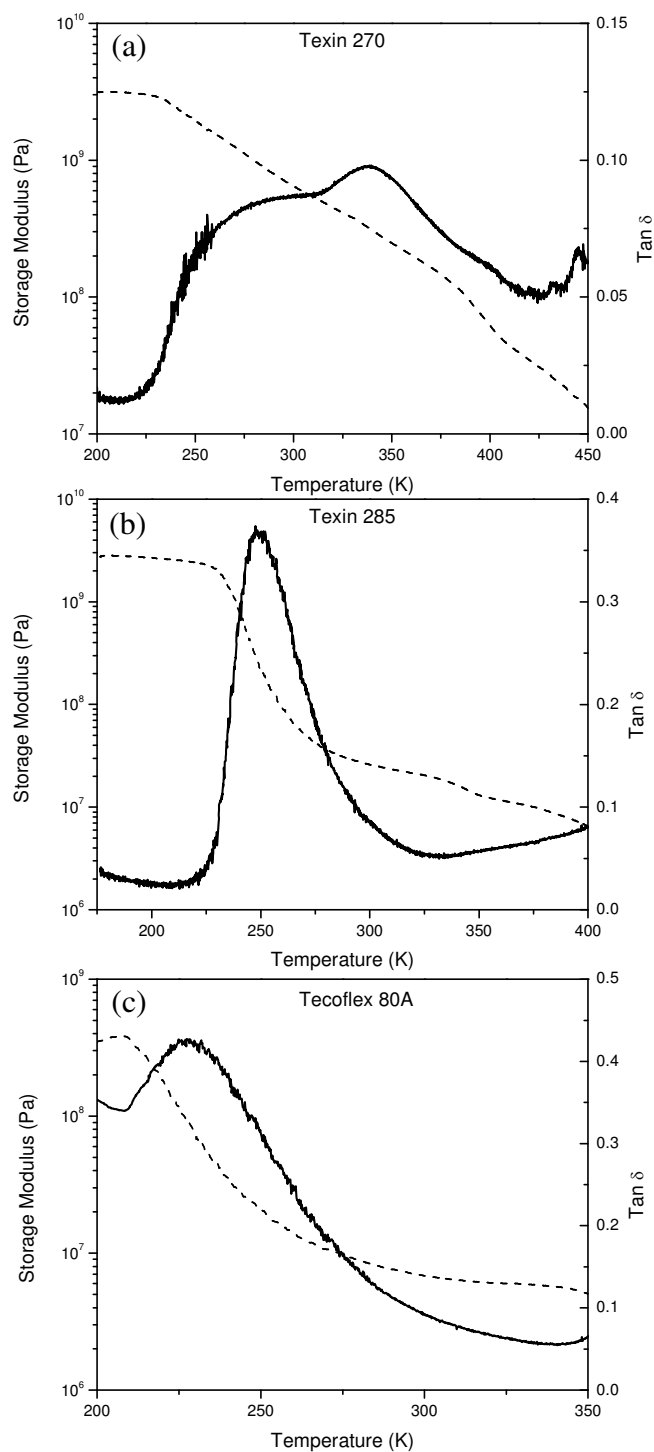 (a)
Texin 270
Storage Modulus (Pa)
10^10
10^9
10^8
10^7
0.15
0.10
0.05
0.00
Tan δ
200 250 300 350 400 450
Temperature (K)
(b)
Texin 285
Storage Modulus (Pa)
10^10
10^9
10^8
10^7
10^6
0.4
0.3
0.2
0.1
0.0
Tan δ
200 250 300 350 400
Temperature (K)
(c)
Tecoflex 80A
Storage Modulus (Pa)
10^9
10^8
10^7
10^6
0.5
0.4
0.3
0.2
0.1
0.0
Tan δ
200 250 300 350
Temperature (K)